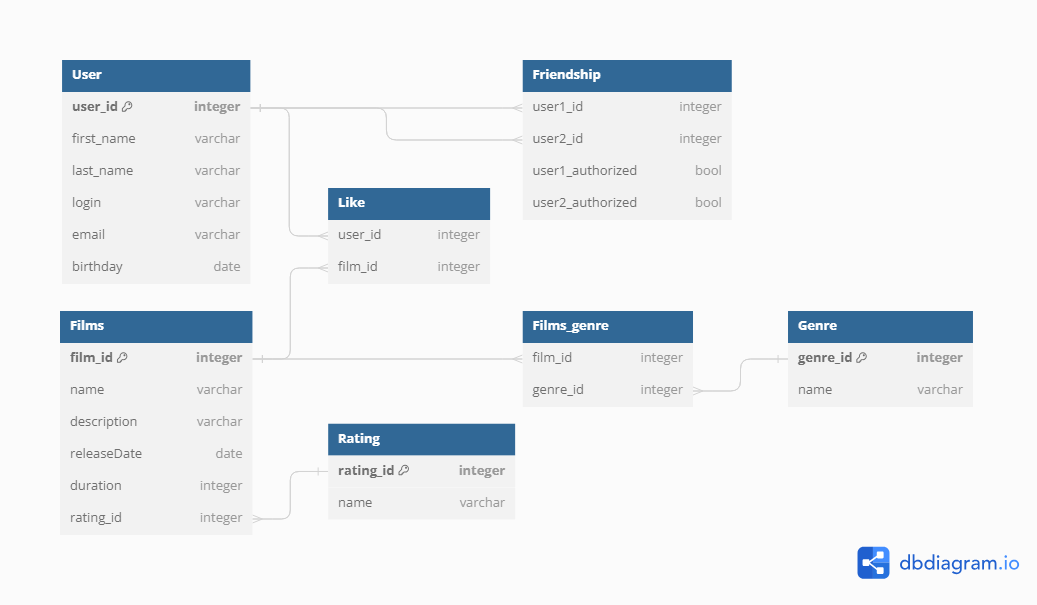 User
user_id integer
first_name varchar
last_name varchar
login varchar
email varchar
birthday date
Friendship
user1_id integer
user2_id integer
user1_authorized bool
user2_authorized bool
Like
user_id integer
film_id integer
Films
film_id integer
name varchar
description varchar
releaseDate date
duration integer
rating_id integer
Films_genre
film_id integer
genre_id integer
Genre
genre_id integer
name varchar
Rating
rating_id integer
name varchar
dbdiagram.io